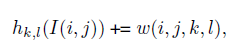 h_{k,l}(I(i, j)) += w(i, j, k, l),